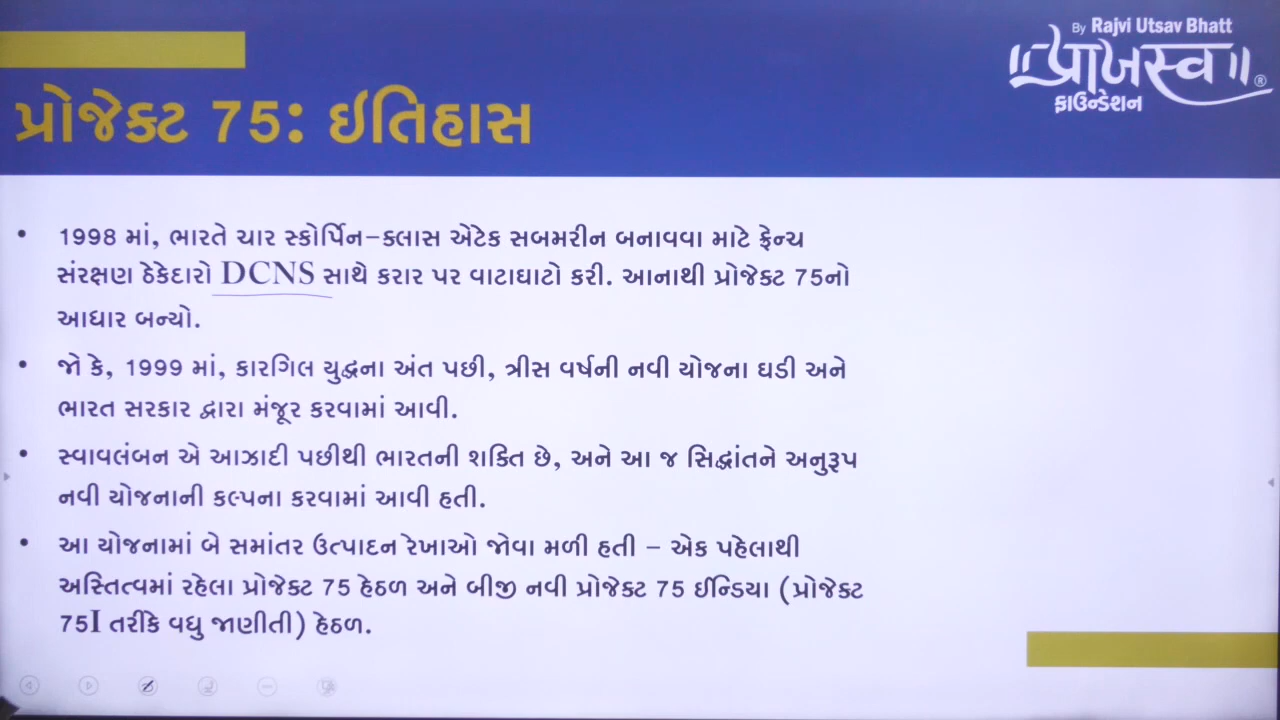 By Rajvi Utsav Bhatt
॥પ્રાખસ્વ॥®
ફાઉન્ડેશન
પ્રોજેક્ટ 75: ઈતિહાસ
• 1998 માં, ભારતે ચાર સ્કોર્પિન-ક્લાસ એટેક સબમરીન બનાવવા માટે ફ્રેન્ચ
સંરક્ષણ ઠેકેદારો DCNS સાથે કરાર પર વાટાઘાટો કરી. આનાથી પ્રોજેક્ટ 75નો
આધાર બન્યો.
• જો કે, 1999 માં, કારગિલ યુદ્ધના અંત પછી, ત્રીસ વર્ષની નવી યોજના ઘડી અને
ભારત સરકાર દ્વારા મંજૂર કરવામાં આવી.
• સ્વાવલંબન એ આઝાદી પછીથી ભારતની શક્તિ છે, અને આ જ સિદ્ધાંતને અનુરૂપ
નવી યોજનાની કલ્પના કરવામાં આવી હતી.
• આ યોજનામાં બે સમાંતર ઉત્પાદન રેખાઓ જોવા મળી હતી – એક પહેલાથી
અસ્તિત્વમાં રહેલા પ્રોજેક્ટ 75 હેઠળ અને બીજી નવી પ્રોજેક્ટ 75 ઈન્ડિયા (પ્રોજેક્ટ
75I તરીકે વધુ જાણીતી) હેઠળ.